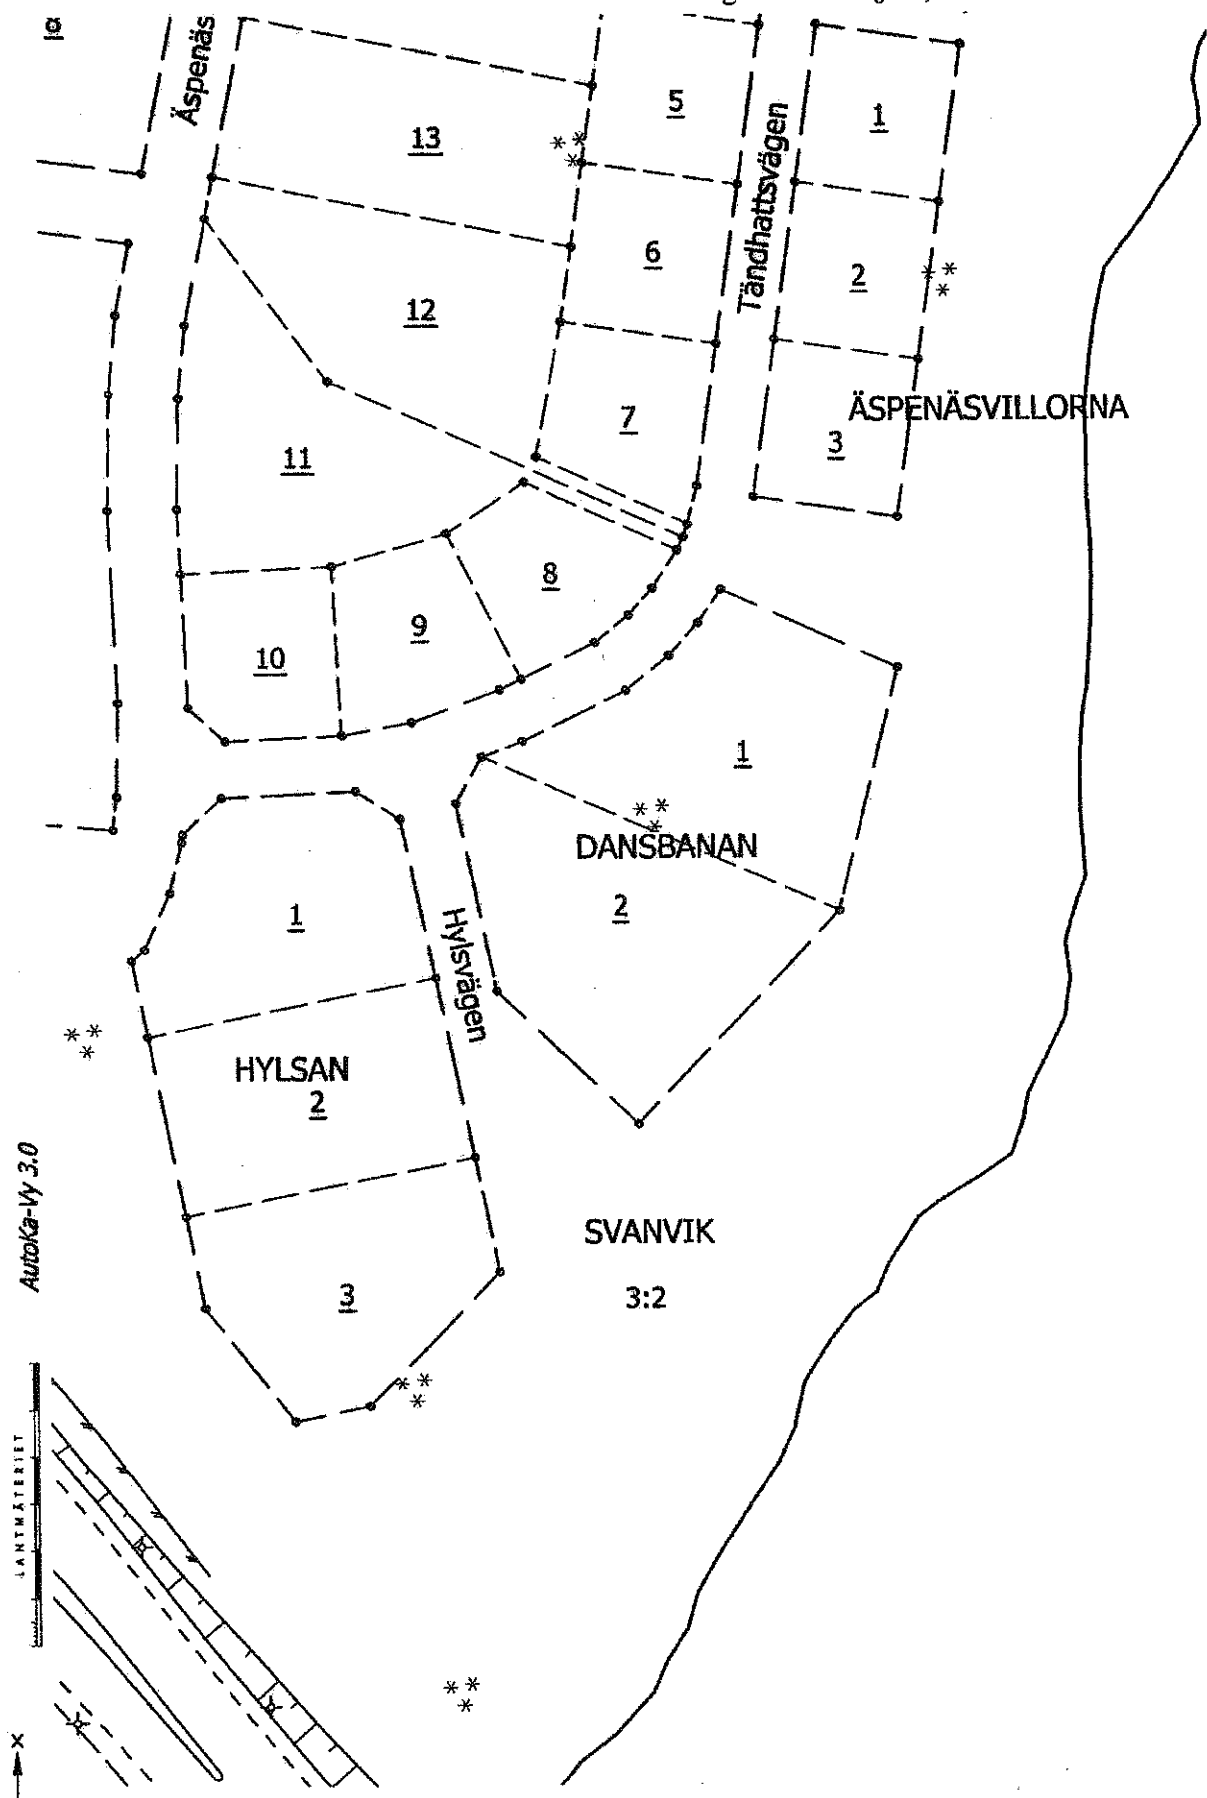 Äspenäs
5
1
13
Tändhattsvägen
6
2
12
7
ÄSPENÄSVILLORNA
3
11
8
9
10
1
DANSBANAN
2
1
Hylsvägen
HYLSAN
2
AutoKa-Vy 3.0
SVANVIK
3:2
3
LANTMÄTERIET
X